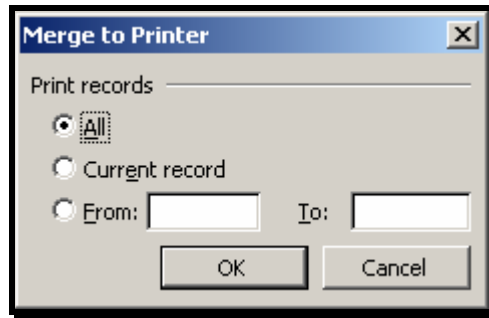 Merge to Printer
Print records
All
Current record
From: To:
OK Cancel